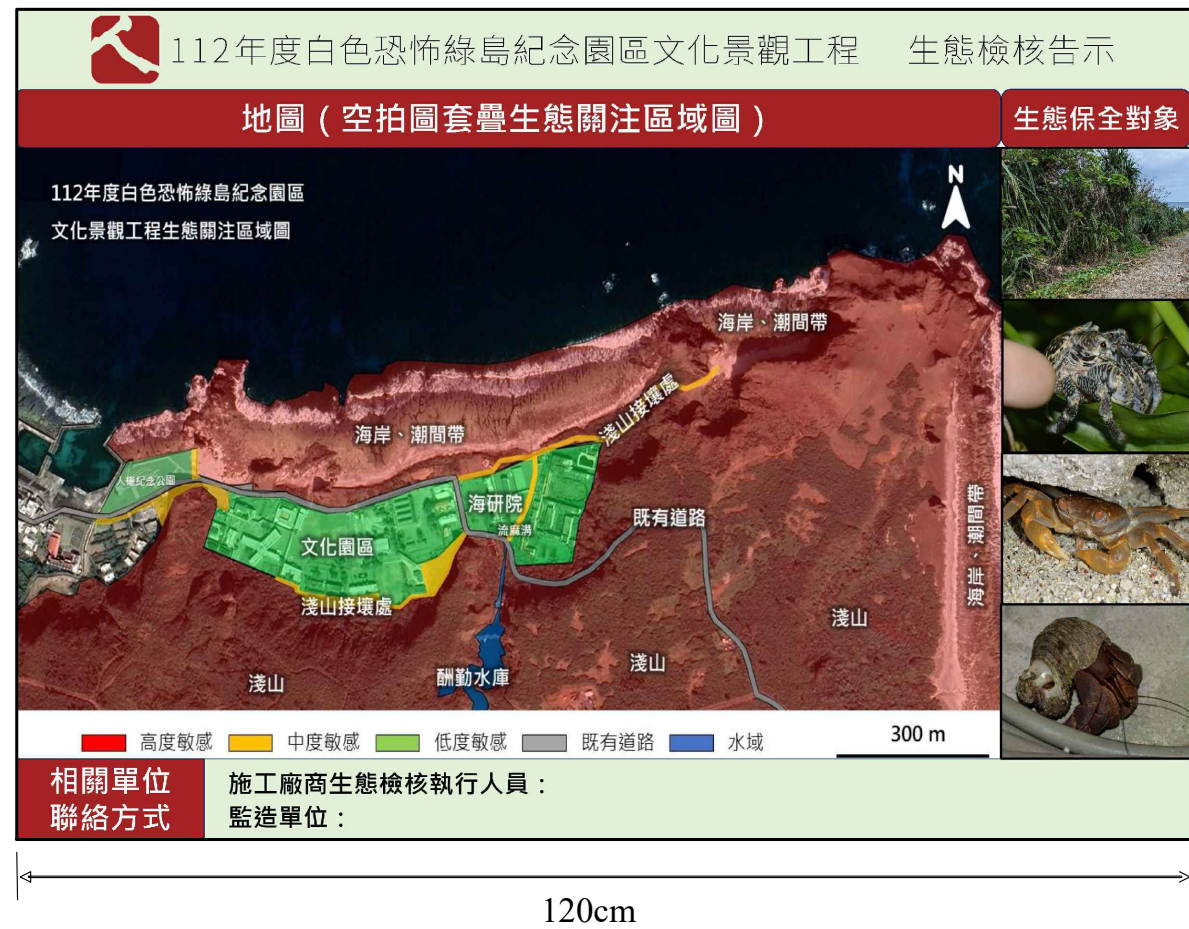 112年度白色恐怖綠島紀念園區文化景觀工程 生態檢核告示
地圖（空拍圖套疊生態關注區域圖）
生態保全對象
112年度白色恐怖綠島紀念園區
文化景觀工程生態關注區域圖
N
海岸、潮間帶
淺山接壤處
海岸、潮間帶
人權紀念公園
海研院
流麻溝
既有道路
文化園區
海岸、潮間帶
淺山接壤處
淺山
淺山
淺山
酬勤水庫
高度敏感
中度敏感
低度敏感
既有道路
水域
300 m
相關單位
聯絡方式
施工廠商生態檢核執行人員：
監造單位：
120cm